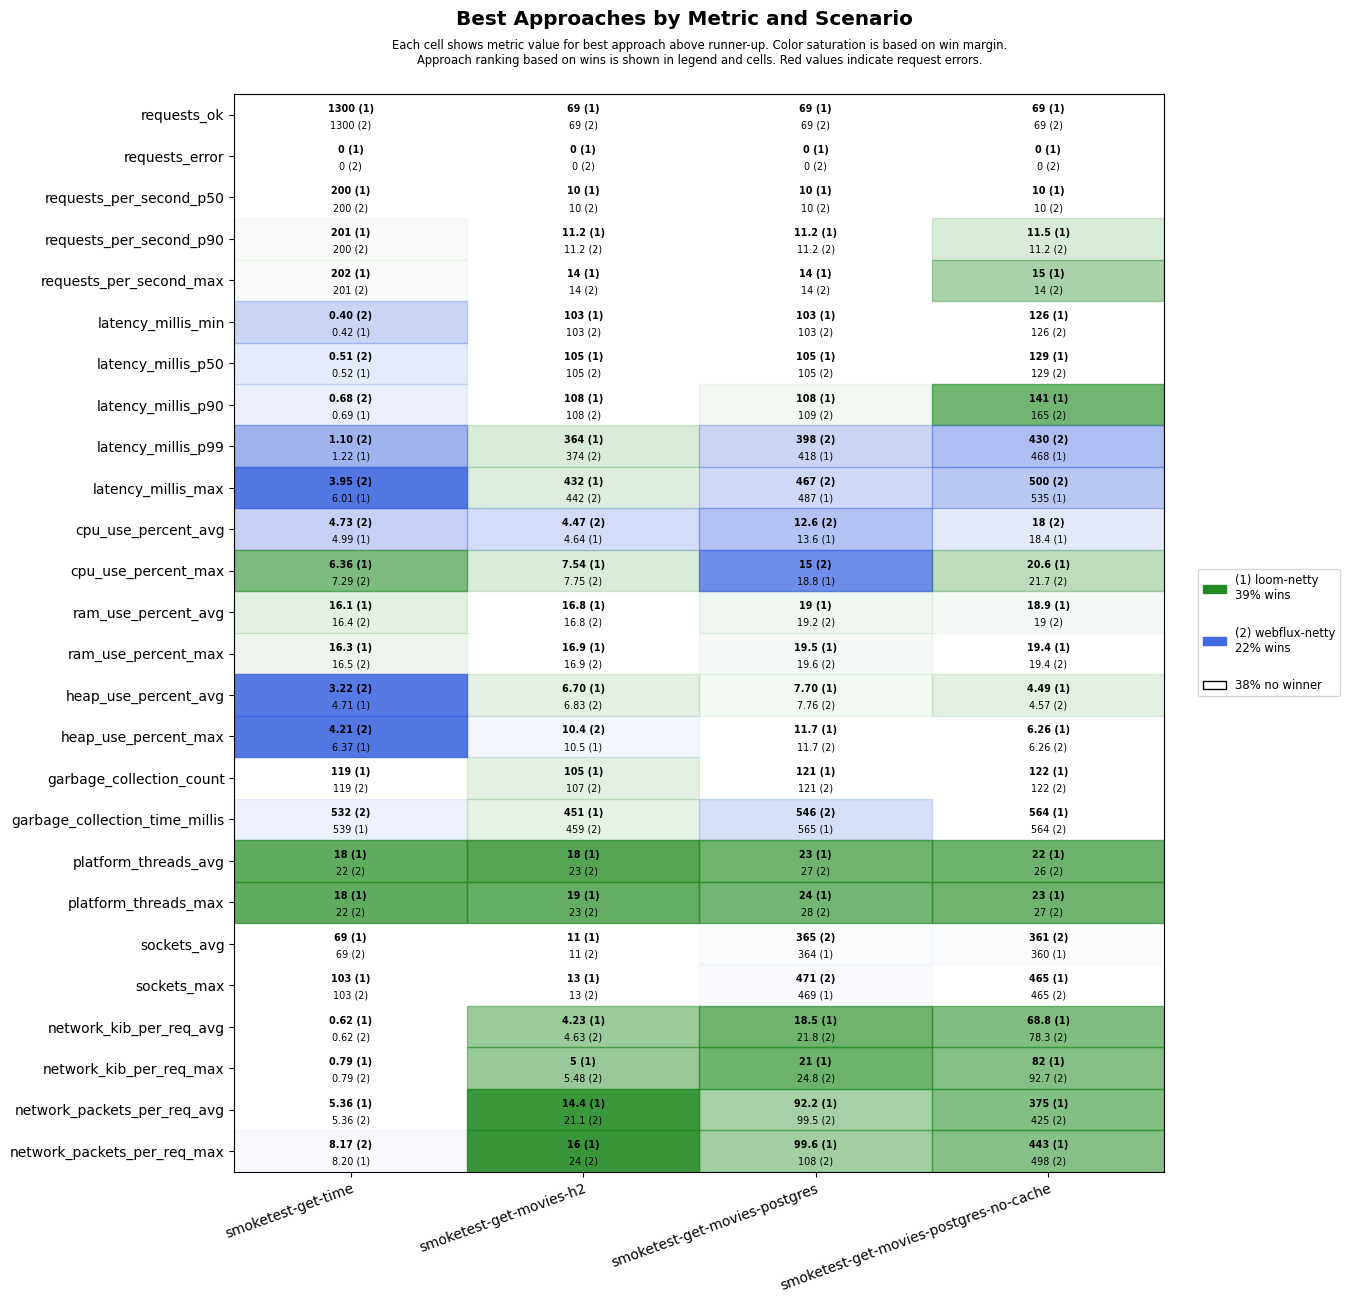 Best Approaches by Metric and Scenario
Each cell shows metric value for best approach above runner-up. Color saturation is based on win margin.
Approach ranking based on wins is shown in legend and cells. Red values indicate request errors.
requests_ok
1300 (1) 69 (1) 69 (1) 69 (1)
1300 (2) 69 (2) 69 (2) 69 (2)
requests_error
0 (1) 0 (1) 0 (1) 0 (1)
0 (2) 0 (2) 0 (2) 0 (2)
requests_per_second_p50
200 (1) 10 (1) 10 (1) 10 (1)
200 (2) 10 (2) 10 (2) 10 (2)
requests_per_second_p90
201 (1) 11.2 (1) 11.2 (1) 11.5 (1)
200 (2) 11.2 (2) 11.2 (2) 11.2 (2)
requests_per_second_max
202 (1) 14 (1) 14 (1) 15 (1)
201 (2) 14 (2) 14 (2) 14 (2)
latency_millis_min
0.40 (2) 103 (1) 103 (1) 126 (1)
0.42 (1) 103 (2) 103 (2) 126 (2)
latency_millis_p50
0.51 (2) 105 (1) 105 (1) 129 (1)
0.52 (1) 105 (2) 105 (2) 129 (2)
latency_millis_p90
0.68 (2) 108 (1) 108 (1) 141 (1)
0.69 (1) 108 (2) 109 (2) 165 (2)
latency_millis_p99
1.10 (2) 364 (1) 398 (2) 430 (2)
1.22 (1) 374 (2) 418 (1) 468 (1)
latency_millis_max
3.95 (2) 432 (1) 467 (2) 500 (2)
6.01 (1) 442 (2) 487 (1) 535 (1)
cpu_use_percent_avg
4.73 (2) 4.47 (2) 12.6 (2) 18 (2)
4.99 (1) 4.64 (1) 13.6 (1) 18.4 (1)
cpu_use_percent_max
6.36 (1) 7.54 (1) 15 (2) 20.6 (1)
7.29 (2) 7.75 (2) 18.8 (1) 21.7 (2)
ram_use_percent_avg
16.1 (1) 16.8 (1) 19 (1) 18.9 (1)
16.4 (2) 16.8 (2) 19.2 (2) 19 (2)
ram_use_percent_max
16.3 (1) 16.9 (1) 19.5 (1) 19.4 (1)
16.5 (2) 16.9 (2) 19.6 (2) 19.4 (2)
heap_use_percent_avg
3.22 (2) 6.70 (1) 7.70 (1) 4.49 (1)
4.71 (1) 6.83 (2) 7.76 (2) 4.57 (2)
heap_use_percent_max
4.21 (2) 10.4 (2) 11.7 (1) 6.26 (1)
6.37 (1) 10.5 (1) 11.7 (2) 6.26 (2)
garbage_collection_count
119 (1) 105 (1) 121 (1) 122 (1)
119 (2) 107 (2) 121 (2) 122 (2)
garbage_collection_time_millis
532 (2) 451 (1) 546 (2) 564 (1)
539 (1) 459 (2) 565 (1) 564 (2)
platform_threads_avg
18 (1) 18 (1) 23 (1) 22 (1)
22 (2) 23 (2) 27 (2) 26 (2)
platform_threads_max
18 (1) 19 (1) 24 (1) 23 (1)
22 (2) 23 (2) 28 (2) 27 (2)
sockets_avg
69 (1) 11 (1) 365 (2) 361 (2)
69 (2) 11 (2) 364 (1) 360 (1)
sockets_max
103 (1) 13 (1) 471 (2) 465 (1)
103 (2) 13 (2) 469 (1) 465 (2)
network_kib_per_req_avg
0.62 (1) 4.23 (1) 18.5 (1) 68.8 (1)
0.62 (2) 4.63 (2) 21.8 (2) 78.3 (2)
network_kib_per_req_max
0.79 (1) 5 (1) 21 (1) 82 (1)
0.79 (2) 5.48 (2) 24.8 (2) 92.7 (2)
network_packets_per_req_avg
5.36 (1) 14.4 (1) 92.2 (1) 375 (1)
5.36 (2) 21.1 (2) 99.5 (2) 425 (2)
network_packets_per_req_max
8.17 (2) 16 (1) 99.6 (1) 443 (1)
8.20 (1) 24 (2) 108 (2) 498 (2)
smoketest-get-time
smoketest-get-movies-h2
smoketest-get-movies-postgres
smoketest-get-movies-postgres-no-cache
(1) loom-netty
39% wins
(2) webflux-netty
22% wins
38% no winner